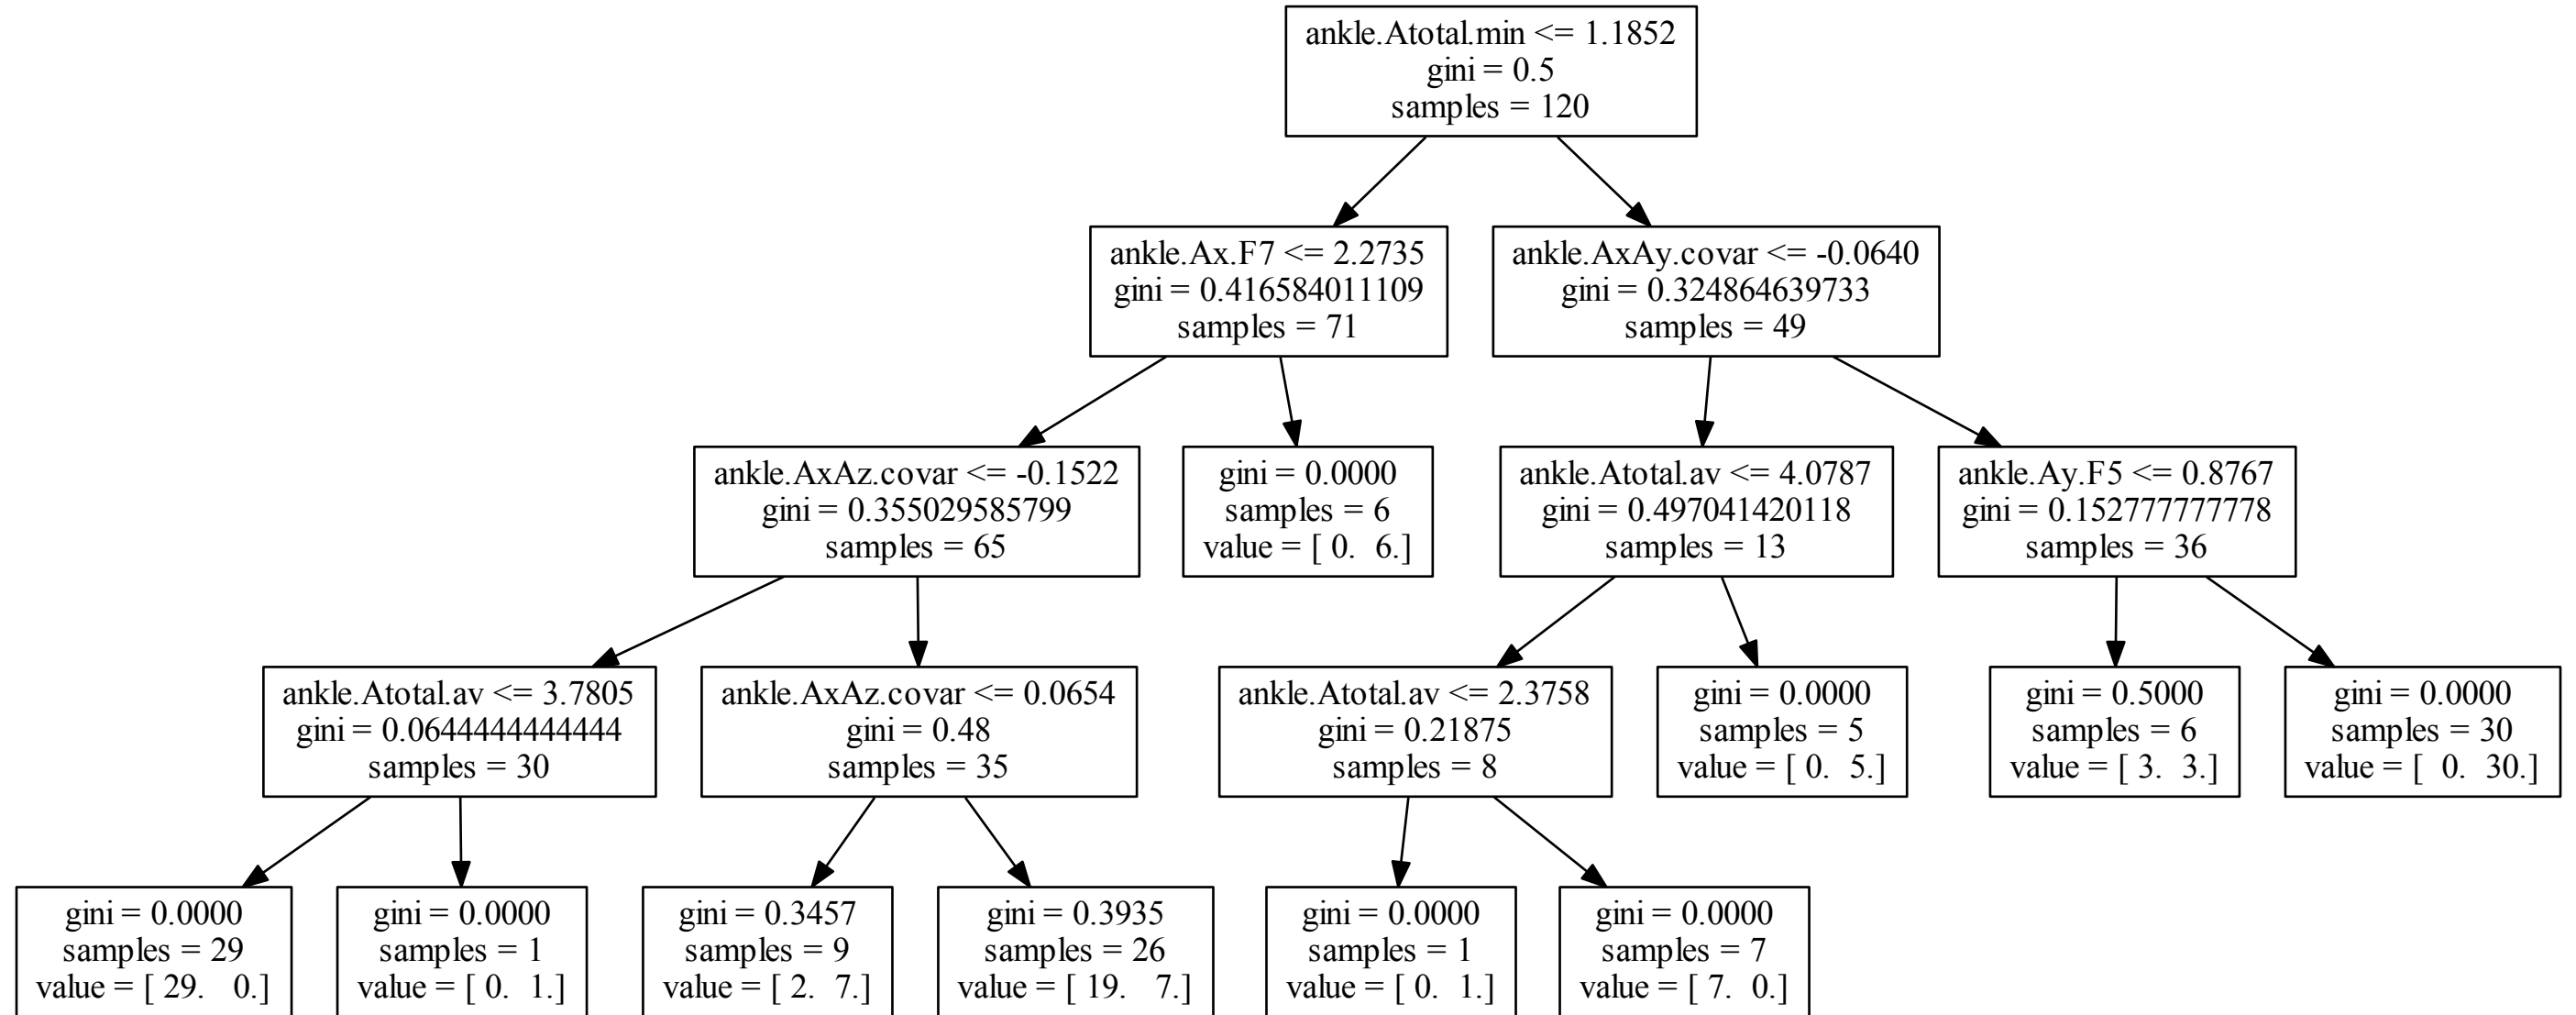 ankle.Atotal.min <= 1.1852
gini = 0.5
samples = 120
ankle.Ax.F7 <= 2.2735
gini = 0.416584011109
samples = 71
ankle.AxAy.covar <= -0.0640
gini = 0.324864639733
samples = 49
ankle.AxAz.covar <= -0.1522
gini = 0.355029585799
samples = 65
gini = 0.0000
samples = 6
value = [ 0.  6.]
ankle.Atotal.av <= 4.0787
gini = 0.497041420118
samples = 13
ankle.Ay.F5 <= 0.8767
gini = 0.152777777778
samples = 36
ankle.Atotal.av <= 3.7805
gini = 0.0644444444444
samples = 30
ankle.AxAz.covar <= 0.0654
gini = 0.48
samples = 35
ankle.Atotal.av <= 2.3758
gini = 0.21875
samples = 8
gini = 0.0000
samples = 5
value = [ 0.  5.]
gini = 0.5000
samples = 6
value = [ 3.  3.]
gini = 0.0000
samples = 30
value = [  0.  30.]
gini = 0.0000
samples = 29
value = [ 29.   0.]
gini = 0.0000
samples = 1
value = [ 0.  1.]
gini = 0.3457
samples = 9
value = [ 2.  7.]
gini = 0.3935
samples = 26
value = [ 19.   7.]
gini = 0.0000
samples = 1
value = [ 0.  1.]
gini = 0.0000
samples = 7
value = [ 7.  0.]